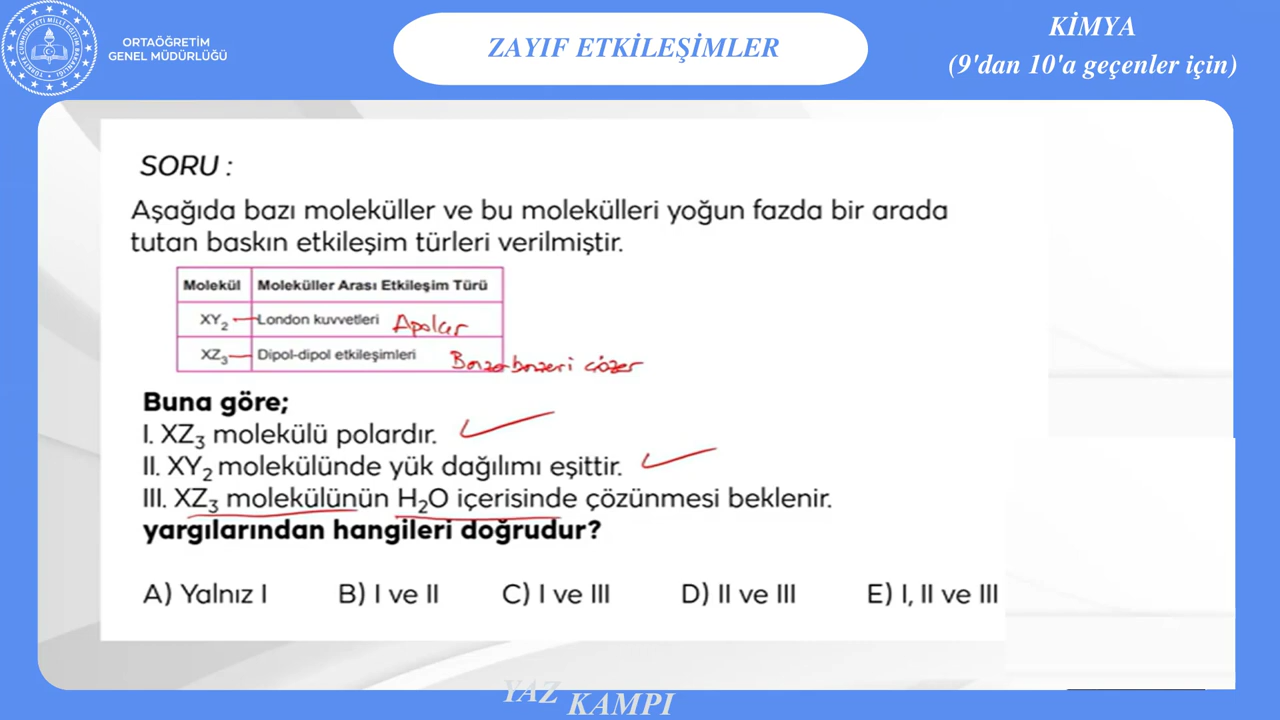 ORTAÖĞRETİM
GENEL MÜDÜRLÜĞÜ
ZAYIF ETKİLEŞİMLER
KİMYA
(9'dan 10'a geçenler için)
SORU :
Aşağıda bazı moleküller ve bu molekülleri yoğun fazda bir arada
tutan baskın etkileşim türleri verilmiştir.
Molekül Moleküller Arası Etkileşim Türü
XY₂ London kuvvetleri Apolar
XZ₃ Dipol-dipol etkileşimleri
Benzer benzeri çözer
Buna göre;
I. XZ₃ molekülü polardır.
II. XY₂ molekülünde yük dağılımı eşittir.
III. XZ₃ molekülünün H₂O içerisinde çözünmesi beklenir.
yargılarından hangileri doğrudur?
A) Yalnız I B) I ve II C) I ve III D) II ve III E) I, II ve III
YAZ KAMPI